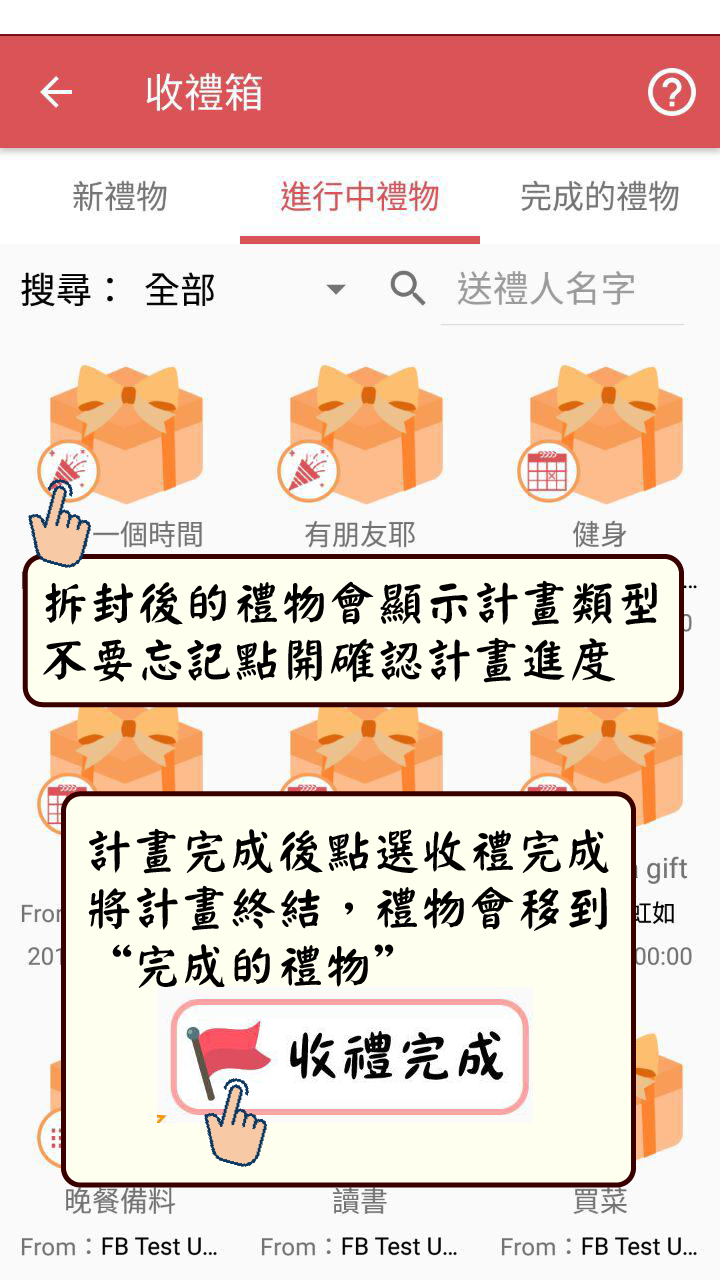 收禮箱
新禮物 進行中禮物 完成的禮物
搜尋： 全部 送禮人名字
一個時間 有朋友耶 健身
拆封後的禮物會顯示計畫類型
不要忘記點開確認計畫進度
計畫完成後點選收禮完成
將計畫終結，禮物會移到
“完成的禮物”
gift
虹如
201
00:00
收禮完成
晚餐備料 讀書 買菜
From：FB Test U... From：FB Test U... From：FB Test U...